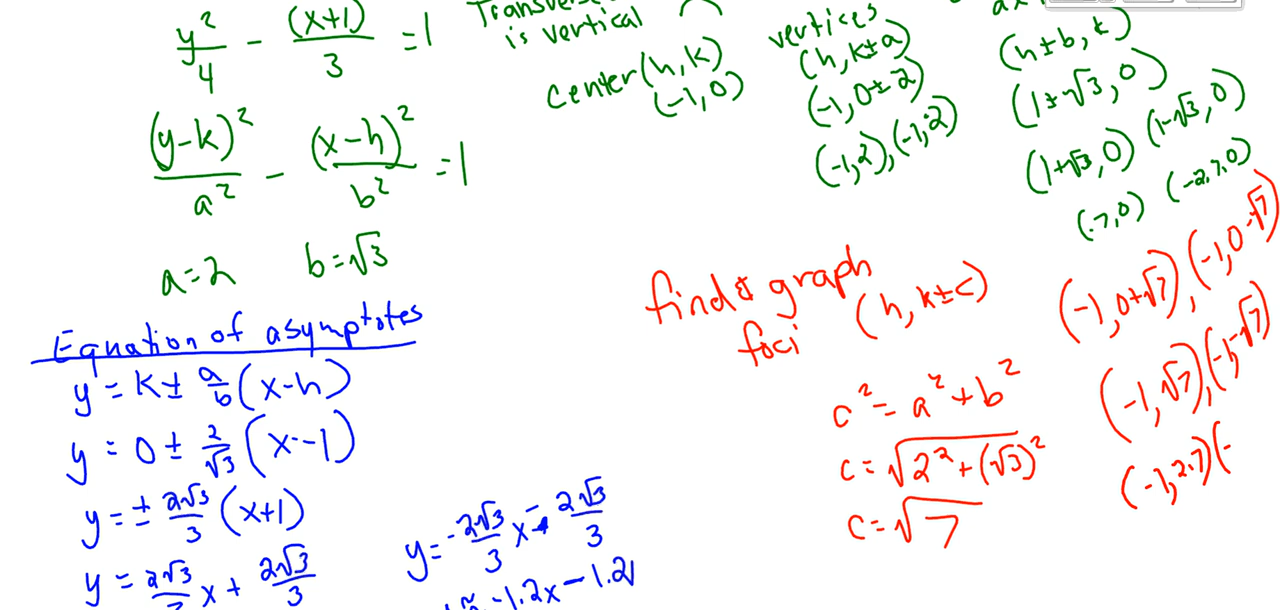 y²/4 - (x+1)/3 = 1
is vertical
center (h, k)
(-1, 0)
vertices
(h, k±a)
(-1, 0±2)
(-1, 2), (-1, -2)
(h±b, k)
(1±√3, 0)
(1+√3, 0) (1-√3, 0)
(.7, 0) (-2.7, 0)
(y-k)²/a² - (x-h)²/b² = 1
a=2 b=√3
Equation of asymptotes
y = k ± a/b (x-h)
y = 0 ± 2/√3 (x--1)
y = ± 2√3/3 (x+1)
y = 2√3/3 x + 2√3/3
y = -2√3/3 x - 2√3/3
-1.2x - 1.2
find & graph
foci (h, k±c)
c² = a² + b²
c = √2² + (√3)²
c = √7
(-1, 0+√7), (-1, 0-√7)
(-1, √7), (-1, -√7)
(-1, 2.7) (-